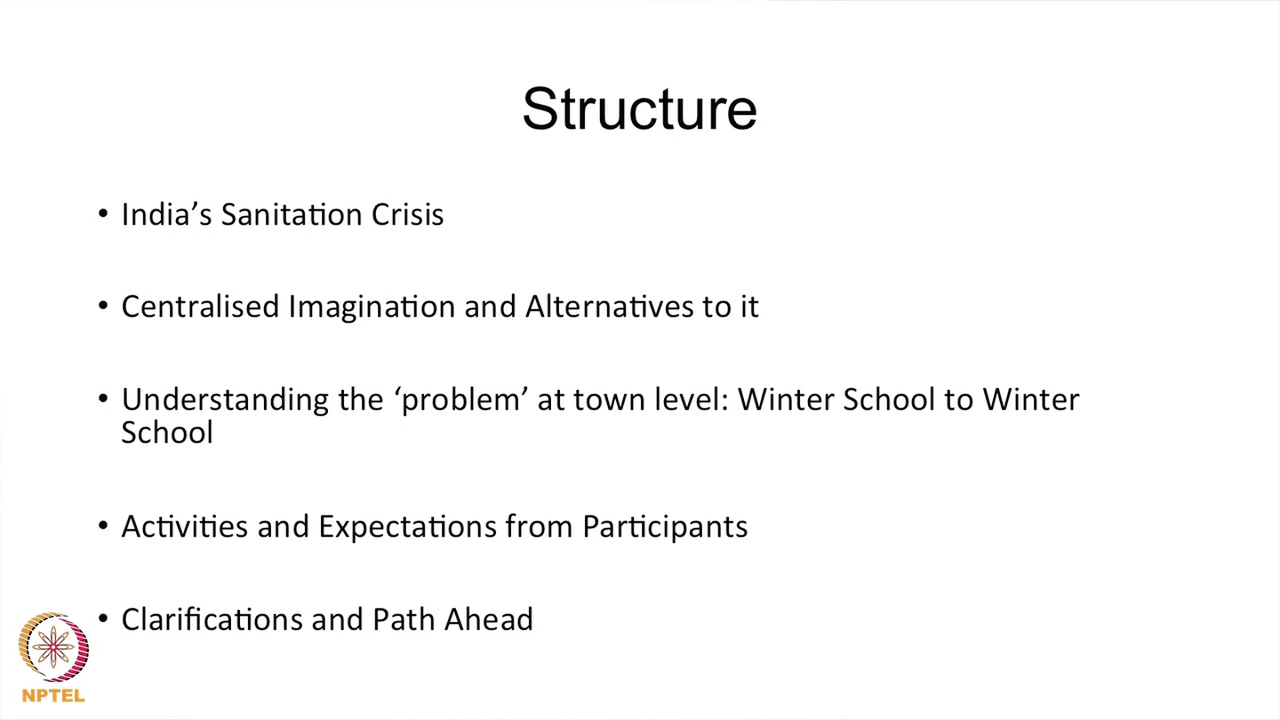 Structure
• India’s Sanitation Crisis
• Centralised Imagination and Alternatives to it
• Understanding the ‘problem’ at town level: Winter School to Winter
School
• Activities and Expectations from Participants
• Clarifications and Path Ahead
NPTEL